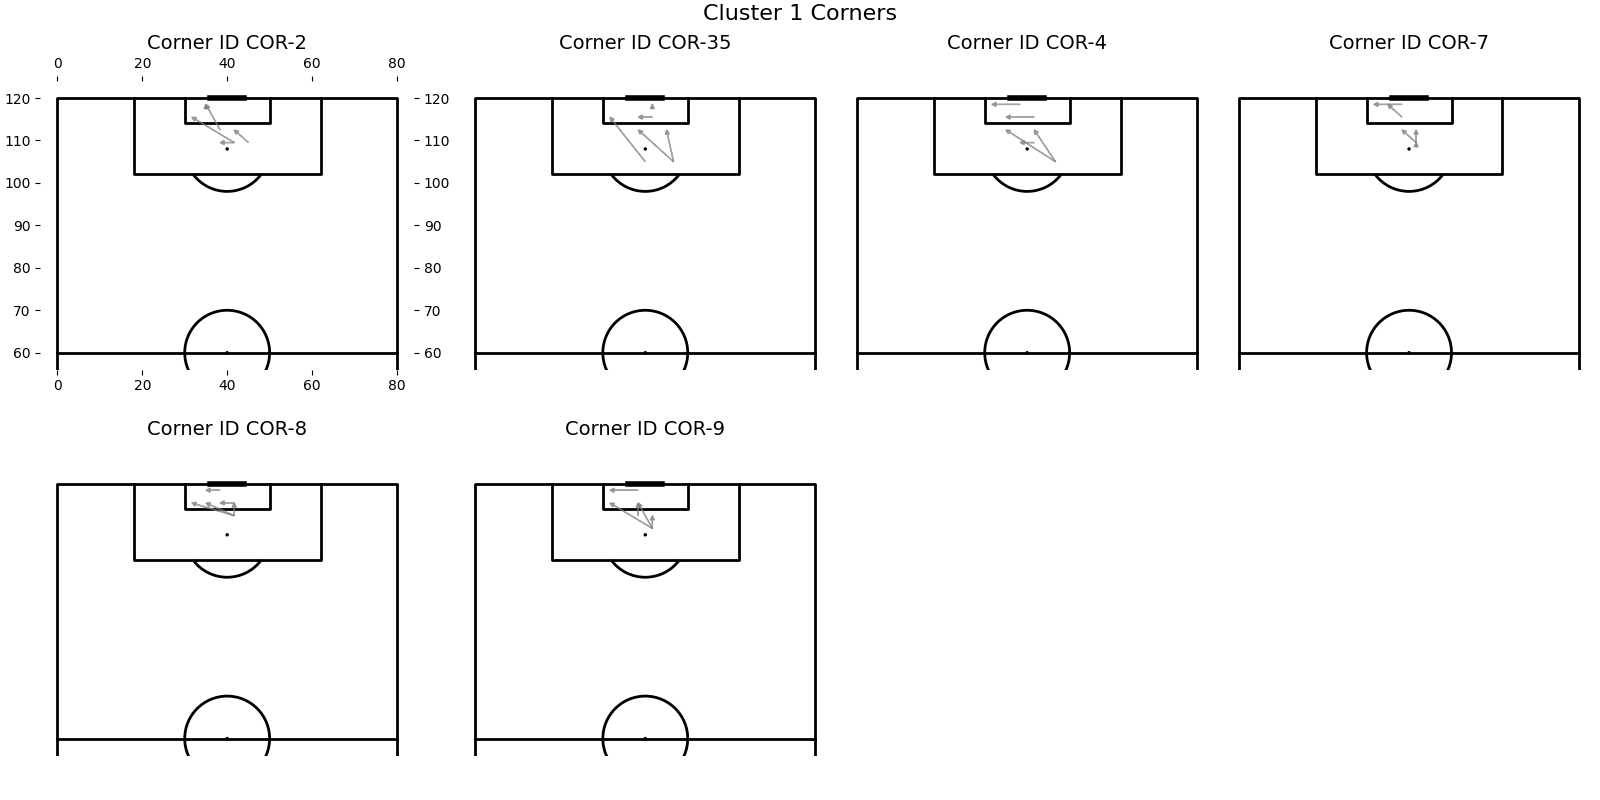 Cluster 1 Corners
Corner ID COR-2
Corner ID COR-35
Corner ID COR-4
Corner ID COR-7
0 20 40 60 80
120 120
110 110
100 100
90 90
80 80
70 70
60 60
0 20 40 60 80
Corner ID COR-8
Corner ID COR-9